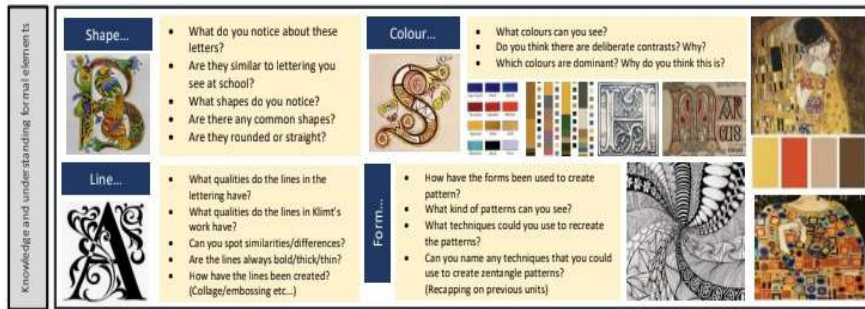 Knowledge and understanding formal elements
Shape...
What do you notice about these
letters?
Are they similar to lettering you
see at school?
What shapes do you notice?
Are there any common shapes?
Are they rounded or straight?
Colour...
What colours can you see?
Do you think there are deliberate contrasts? Why?
Which colours are dominant? Why do you think this is?
Line...
What qualities do the lines in the
lettering have?
What qualities do the lines in Klimt's
work have?
Can you spot similarities/differences?
Are the lines always bold/thick/thin?
How have the lines been created?
(Collage/embossing etc...)
Form...
How have the forms been used to create
pattern?
What kind of patterns can you see?
What techniques could you use to recreate
the patterns?
Can you name any techniques that you could
use to create zentangle patterns?
(Recapping on previous units)